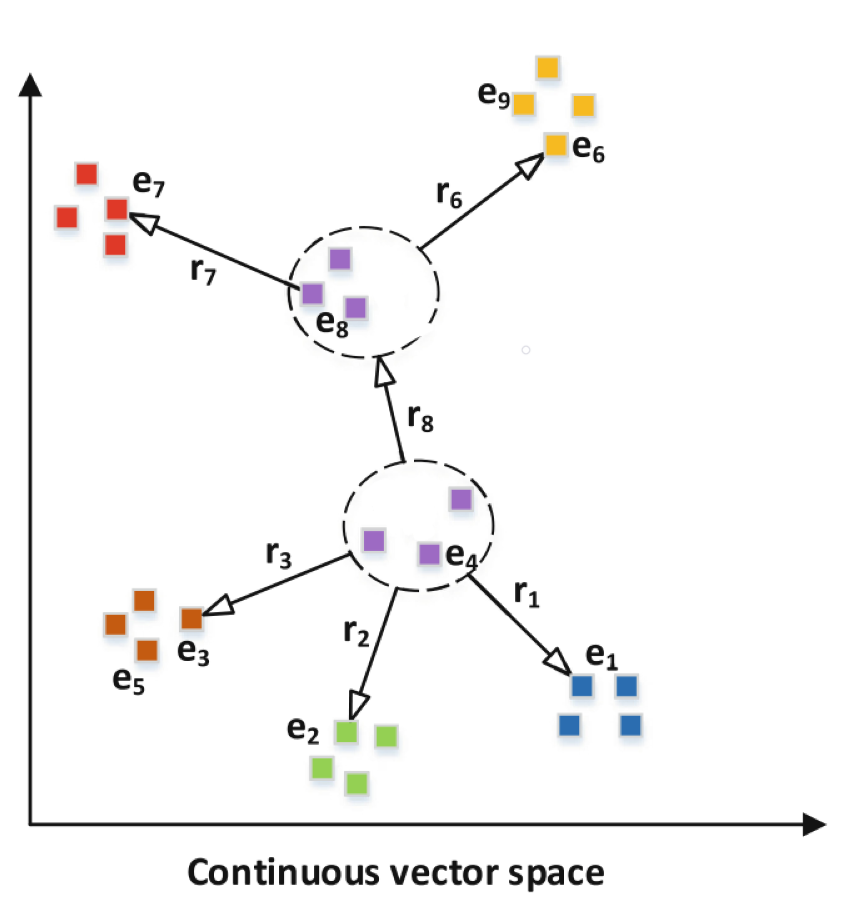 e₉
e₆
e₇
r₆
r₇
e₈
r₈
e₄
r₃
r₁
r₂
e₃
e₁
e₅
e₂
Continuous vector space